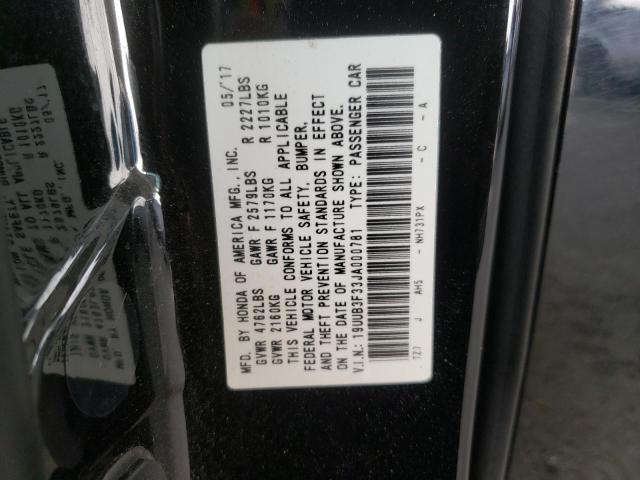 MFD. BY HONDA OF AMERICA MFG., INC. 05/'17
GVWR 4762LBS GAWR F 2579LBS R 2227LBS
GVWR 2160KG GAWR F 1170KG R 1010KG
THIS VEHICLE CONFORMS TO ALL APPLICABLE
FEDERAL MOTOR VEHICLE SAFETY, BUMPER,
AND THEFT PREVENTION STANDARDS IN EFFECT
ON THE DATE OF MANUFACTURE SHOWN ABOVE.
V.I.N.: 19UUB3F33JA000781 TYPE: PASSENGER CAR
TZ7 J AH5 - NH731PX - C - A